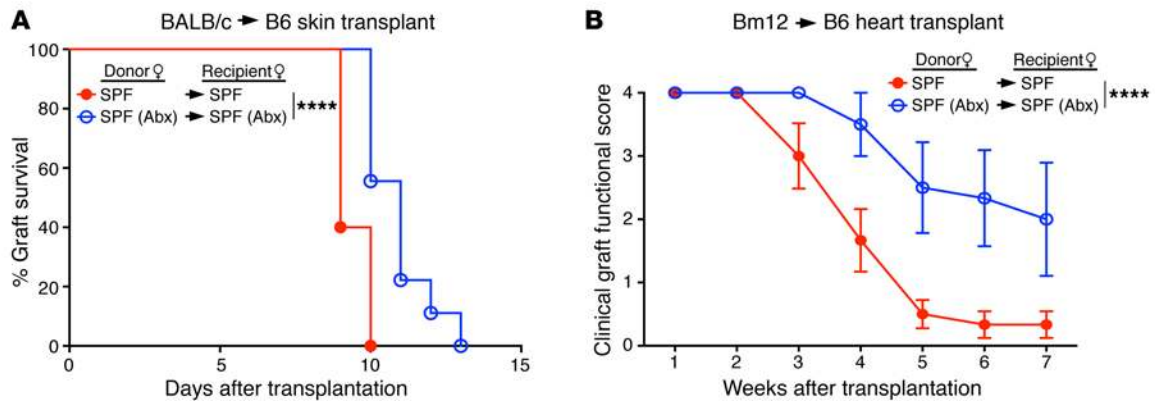 A
BALB/c → B6 skin transplant
% Graft survival
100
80
60
40
20
0
Donor♀ Recipient♀
SPF → SPF
SPF (Abx) → SPF (Abx)
****
0 5 10 15
Days after transplantation
B
Bm12 → B6 heart transplant
Clinical graft functional score
4
3
2
1
0
Donor♀ Recipient♀
SPF → SPF
SPF (Abx) → SPF (Abx)
****
1 2 3 4 5 6 7
Weeks after transplantation